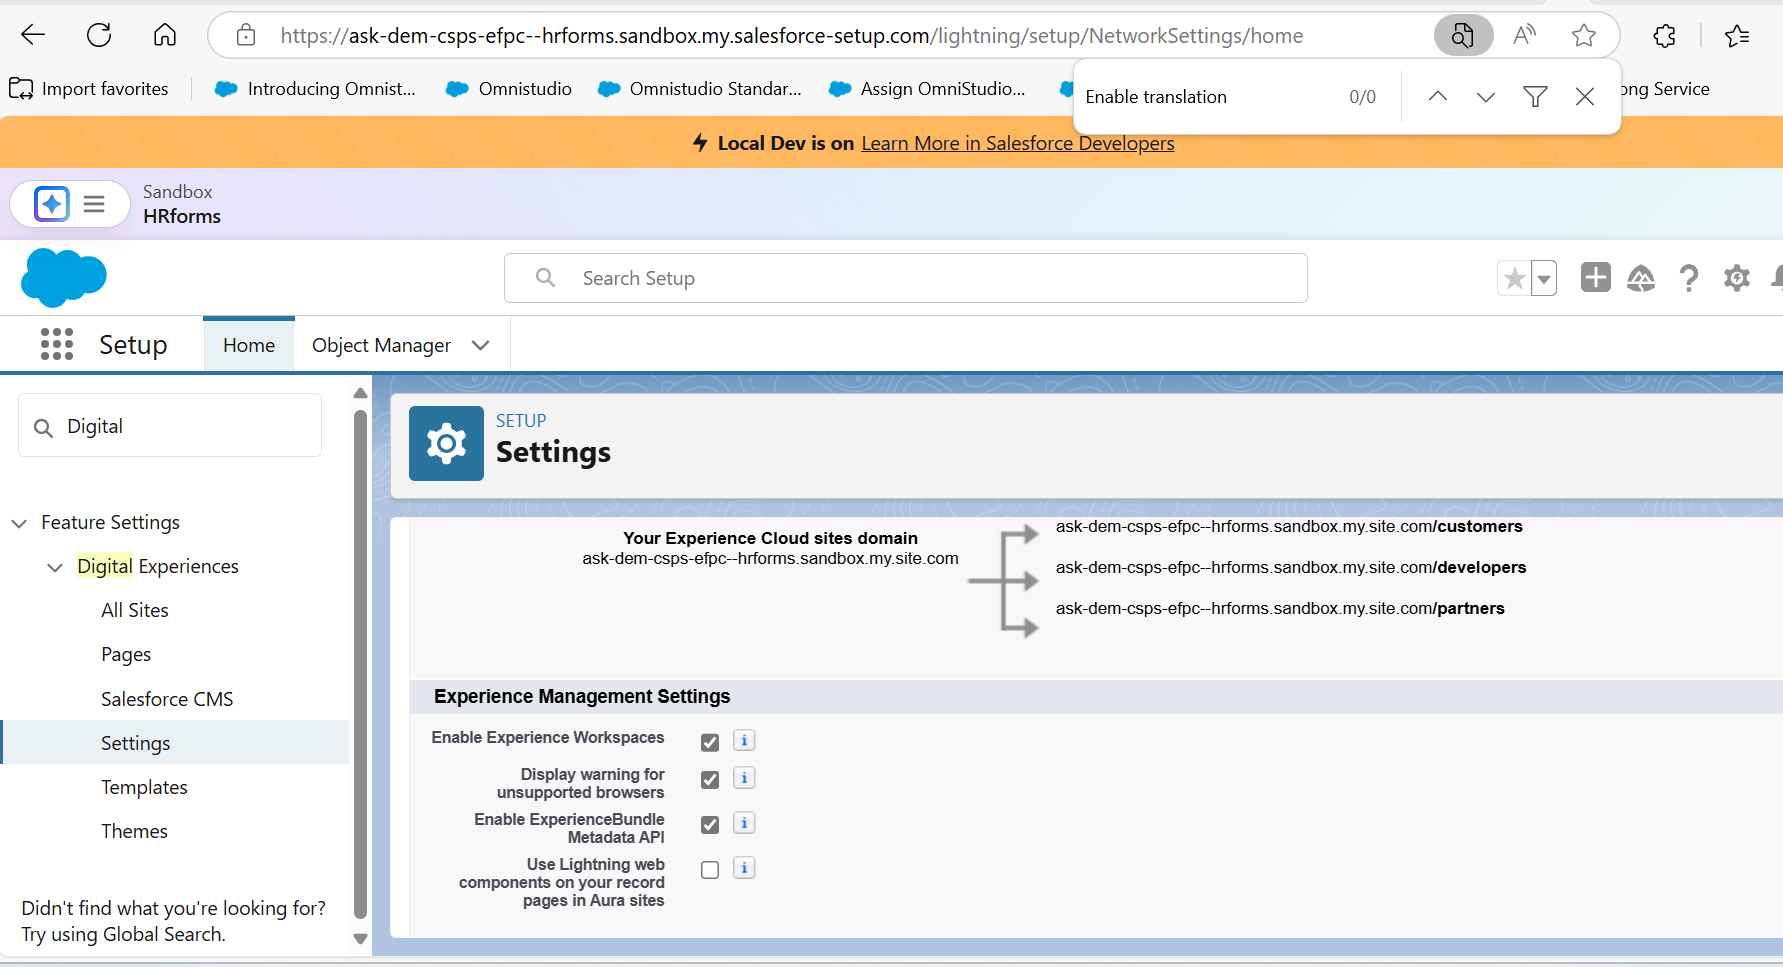 https://ask-dem-csps-efpc--hrforms.sandbox.my.salesforce-setup.com/lightning/setup/NetworkSettings/home
Import favorites
Introducing Omnist...
Omnistudio
Omnistudio Standar...
Assign OmniStudio...
ong Service
Enable translation
0/0
Local Dev is on Learn More in Salesforce Developers
Sandbox
HRforms
Search Setup
Setup
Home
Object Manager
Digital
Feature Settings
Digital Experiences
All Sites
Pages
Salesforce CMS
Settings
Templates
Themes
Didn't find what you're looking for?
Try using Global Search.
SETUP
Settings
Your Experience Cloud sites domain
ask-dem-csps-efpc--hrforms.sandbox.my.site.com
ask-dem-csps-efpc--hrforms.sandbox.my.site.com/customers
ask-dem-csps-efpc--hrforms.sandbox.my.site.com/developers
ask-dem-csps-efpc--hrforms.sandbox.my.site.com/partners
Experience Management Settings
Enable Experience Workspaces
Display warning for
unsupported browsers
Enable ExperienceBundle
Metadata API
Use Lightning web
components on your record
pages in Aura sites